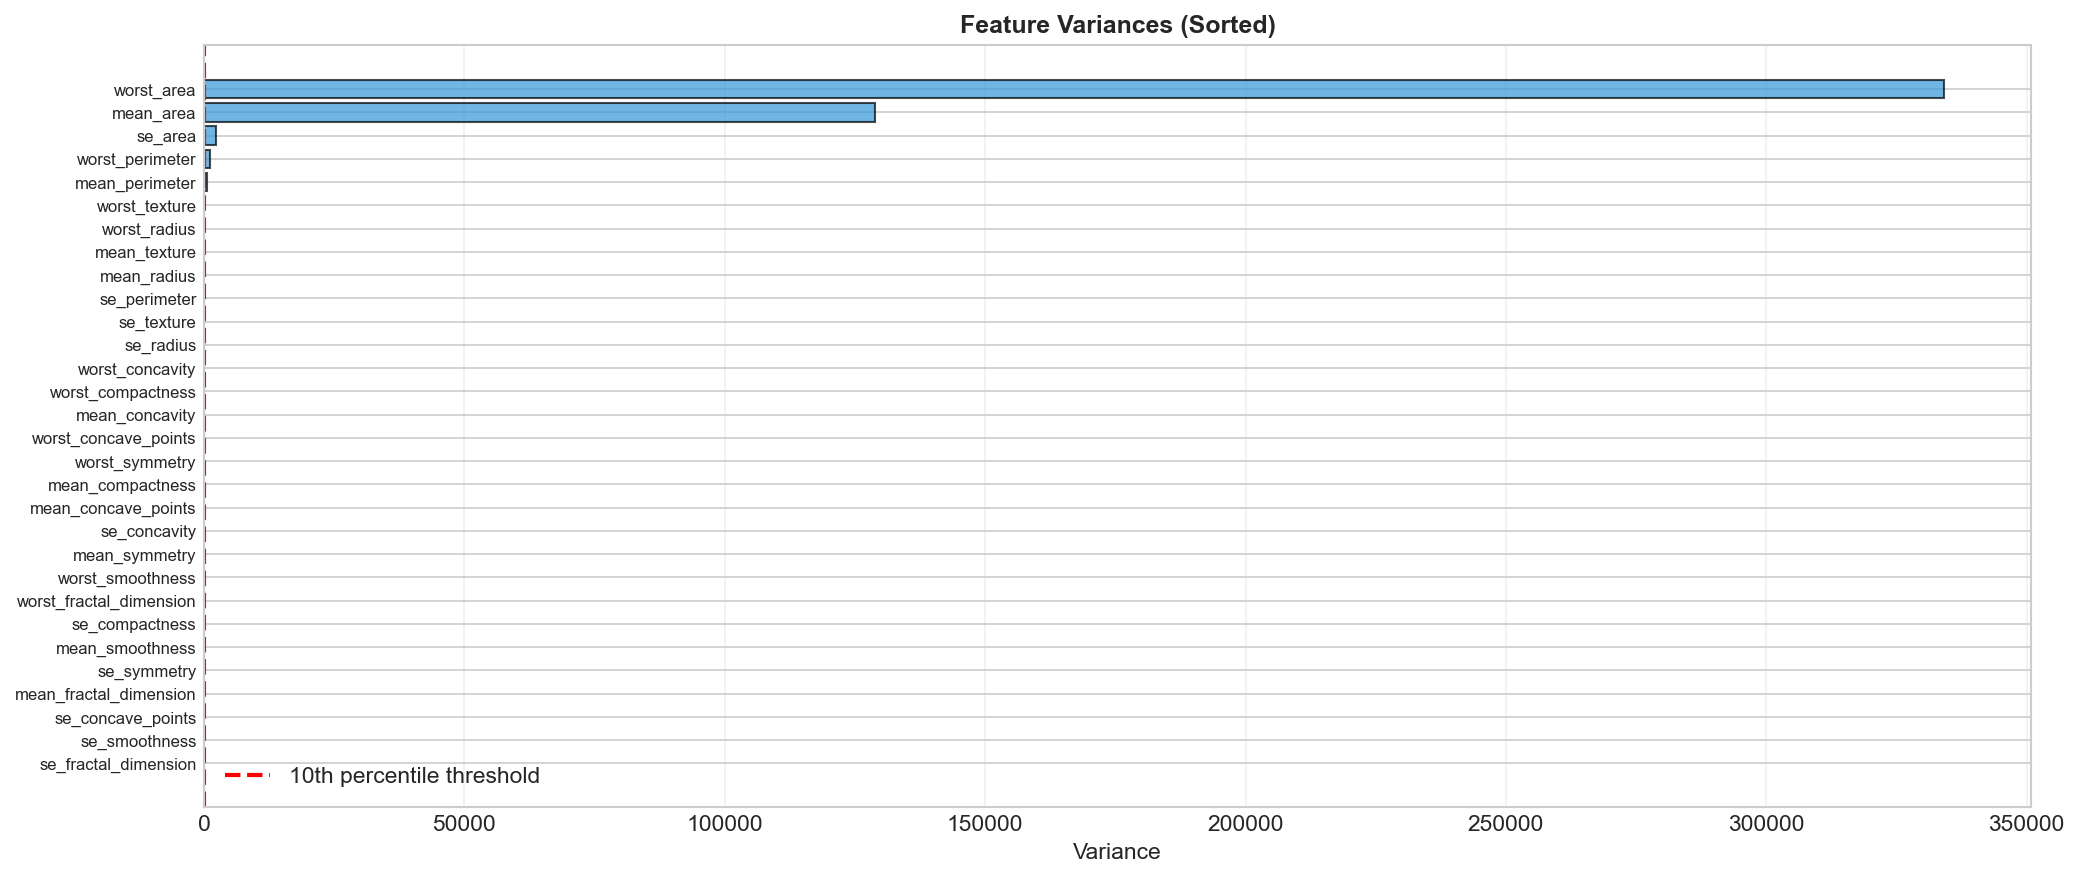 Feature Variances (Sorted)
worst_area
mean_area
se_area
worst_perimeter
mean_perimeter
worst_texture
worst_radius
mean_texture
mean_radius
se_perimeter
se_texture
se_radius
worst_concavity
worst_compactness
mean_concavity
worst_concave_points
worst_symmetry
mean_compactness
mean_concave_points
se_concavity
mean_symmetry
worst_smoothness
worst_fractal_dimension
se_compactness
mean_smoothness
se_symmetry
mean_fractal_dimension
se_concave_points
se_smoothness
se_fractal_dimension
10th percentile threshold
0 50000 100000 150000 200000 250000 300000 350000
Variance